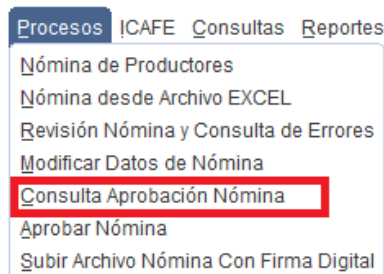 Procesos ICAFE Consultas Reportes
Nómina de Productores
Nómina desde Archivo EXCEL
Revisión Nómina y Consulta de Errores
Modificar Datos de Nómina
Consulta Aprobación Nómina
Aprobar Nómina
Subir Archivo Nómina Con Firma Digital